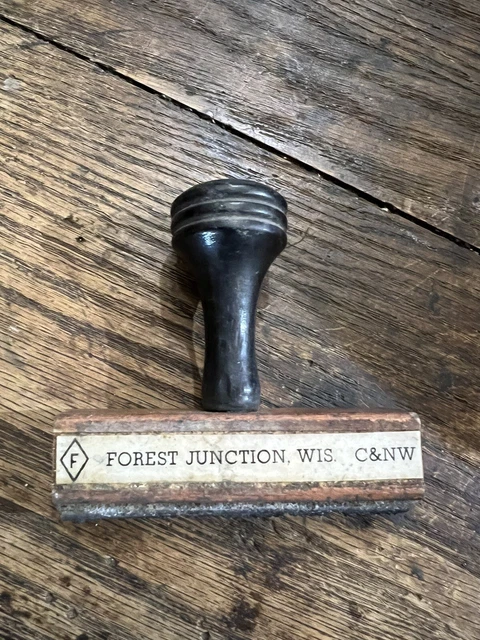 F FOREST JUNCTION, WIS. C&NW